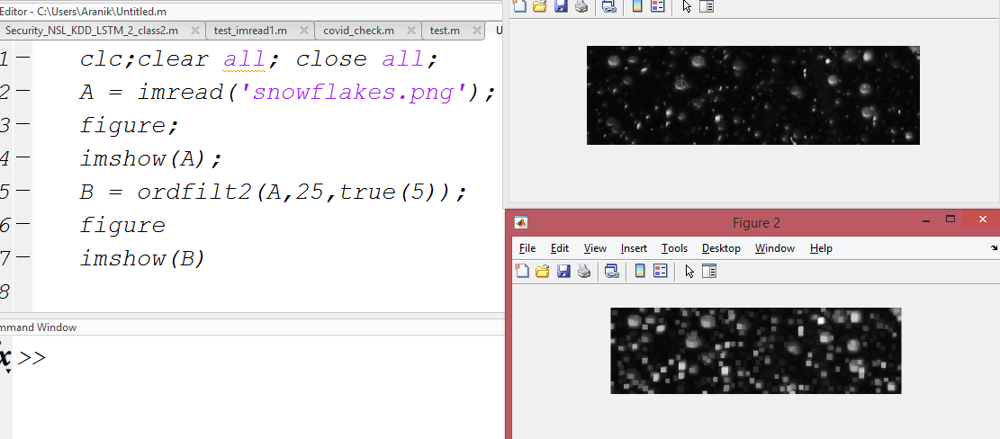 Editor - C:\Users\Aranik\Untitled.m
Security_NSL_KDD_LSTM_2_class2.m test_imread1.m covid_check.m test.m U
1 clc;clear all; close all;
2 A = imread('snowflakes.png');
3 figure;
4 imshow(A);
5 B = ordfilt2(A,25,true(5));
6 figure
7 imshow(B)
8
mmand Window
x >>
Figure 2
File Edit View Insert Tools Desktop Window Help